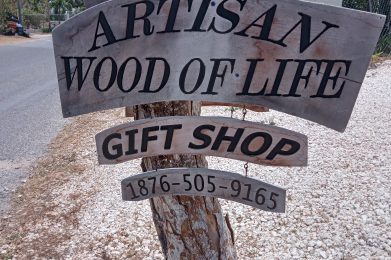 ARTISAN
WOOD OF LIFE
GIFT SHOP
1876-505-9165